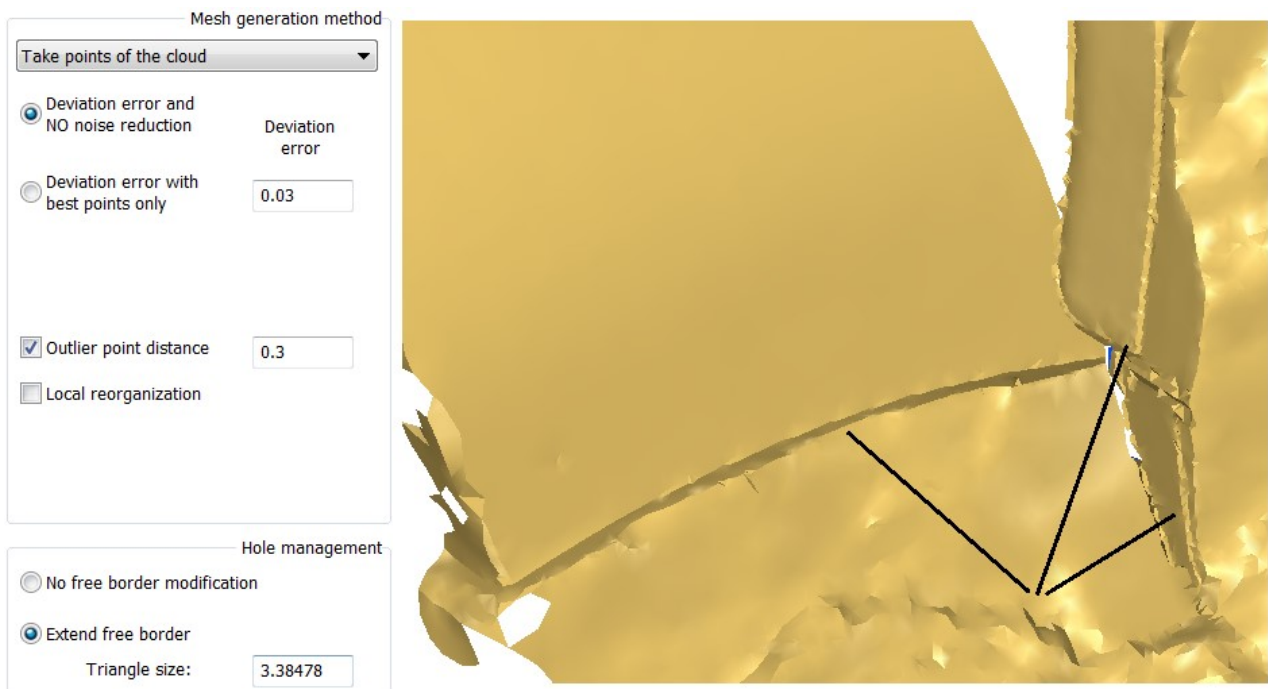 Mesh generation method
Take points of the cloud
Deviation error and
NO noise reduction
Deviation
error
Deviation error with
best points only
0.03
Outlier point distance
0.3
Local reorganization
Hole management
No free border modification
Extend free border
Triangle size:
3.38478